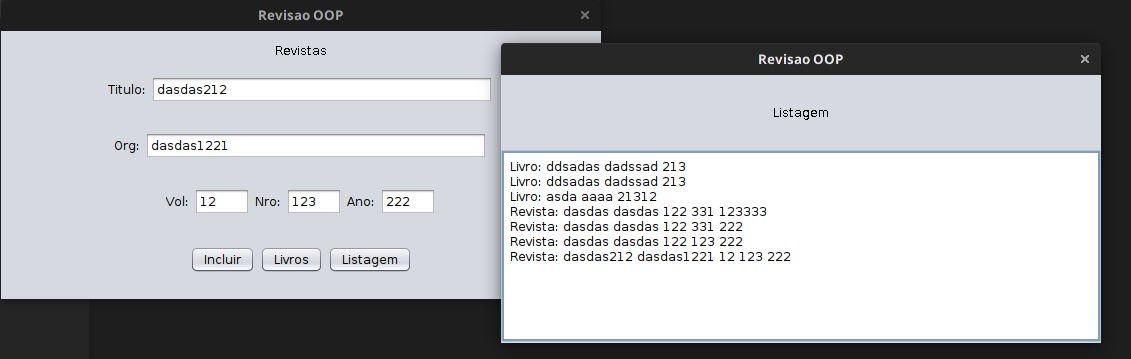 Revisao OOP
Revistas
Titulo: dasdas212
Org: dasdas1221
Vol: 12 Nro: 123 Ano: 222
Incluir Livros Listagem
Revisao OOP
Listagem
Livro: ddsadas dadssad 213
Livro: ddsadas dadssad 213
Livro: asda aaaa 21312
Revista: dasdas dasdas 122 331 123333
Revista: dasdas dasdas 122 331 222
Revista: dasdas dasdas 122 123 222
Revista: dasdas212 dasdas1221 12 123 222